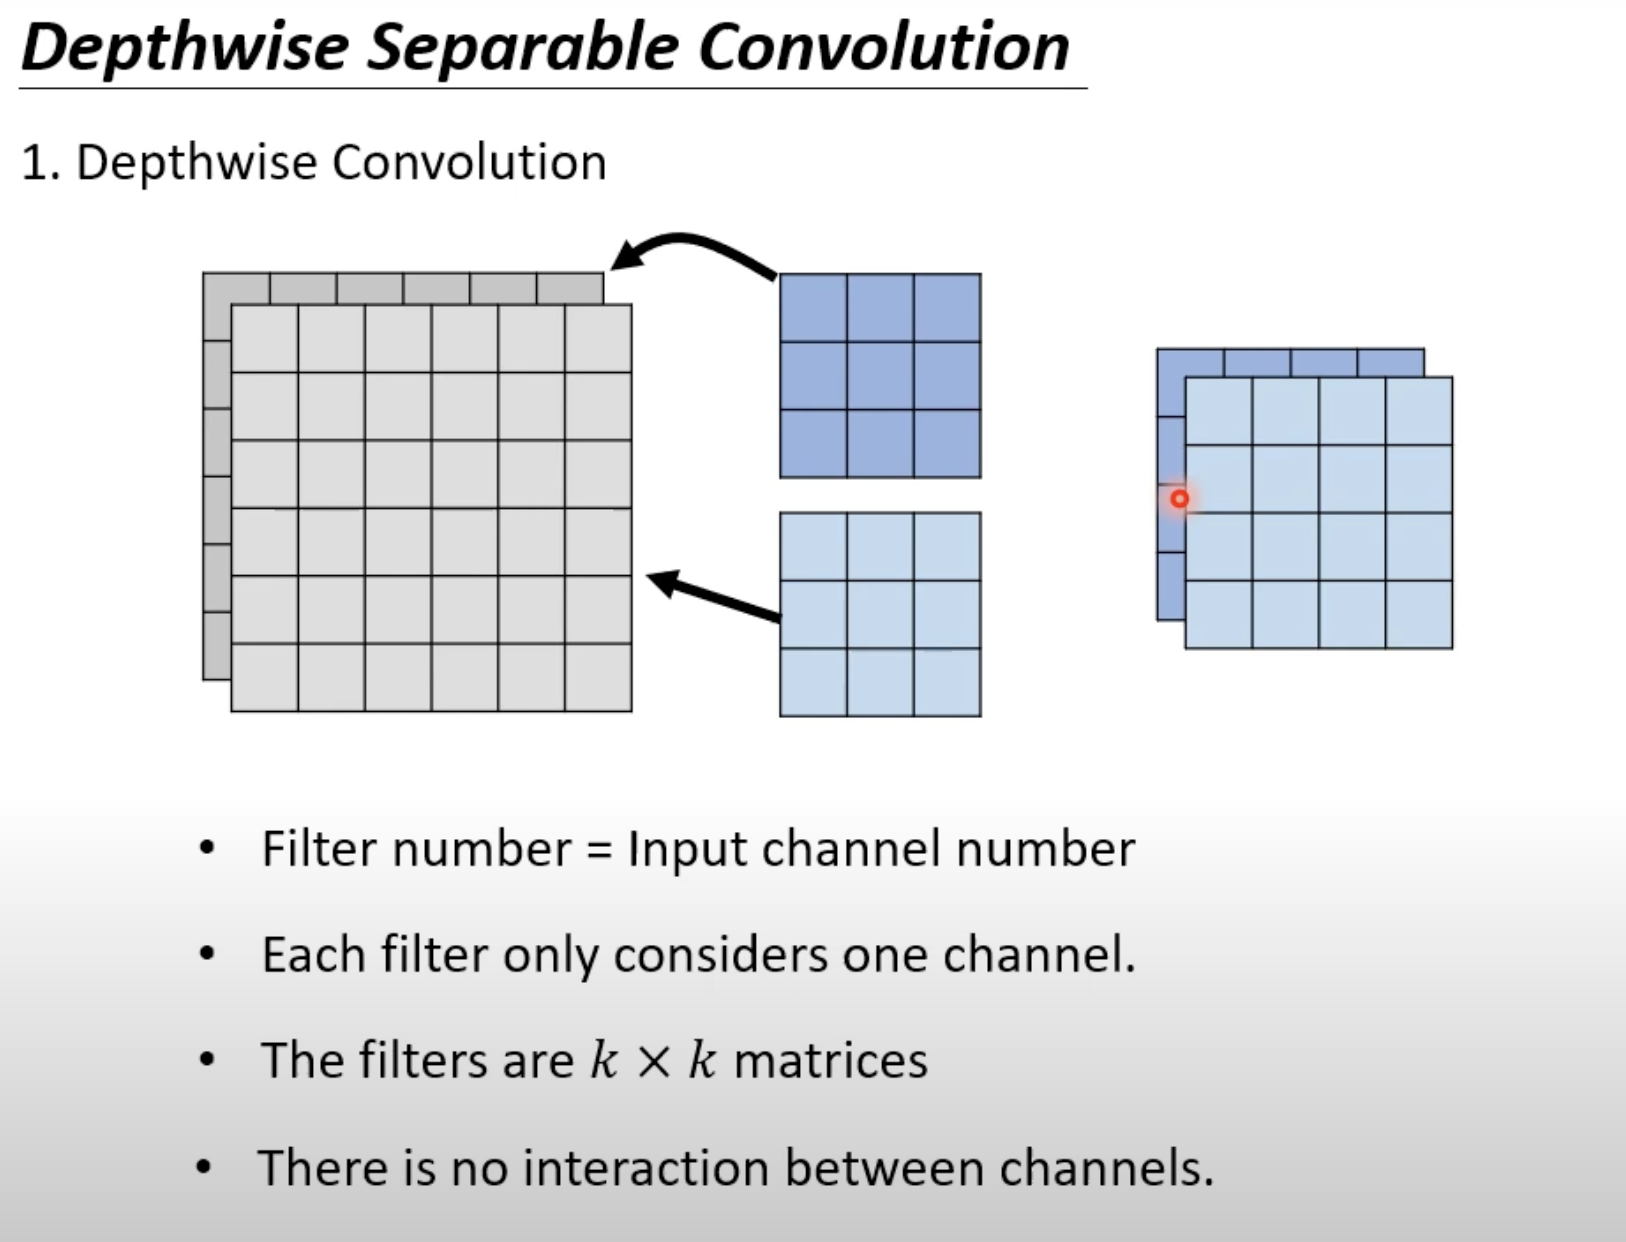 Depthwise Separable Convolution
1. Depthwise Convolution
• Filter number = Input channel number
• Each filter only considers one channel.
• The filters are k × k matrices
• There is no interaction between channels.